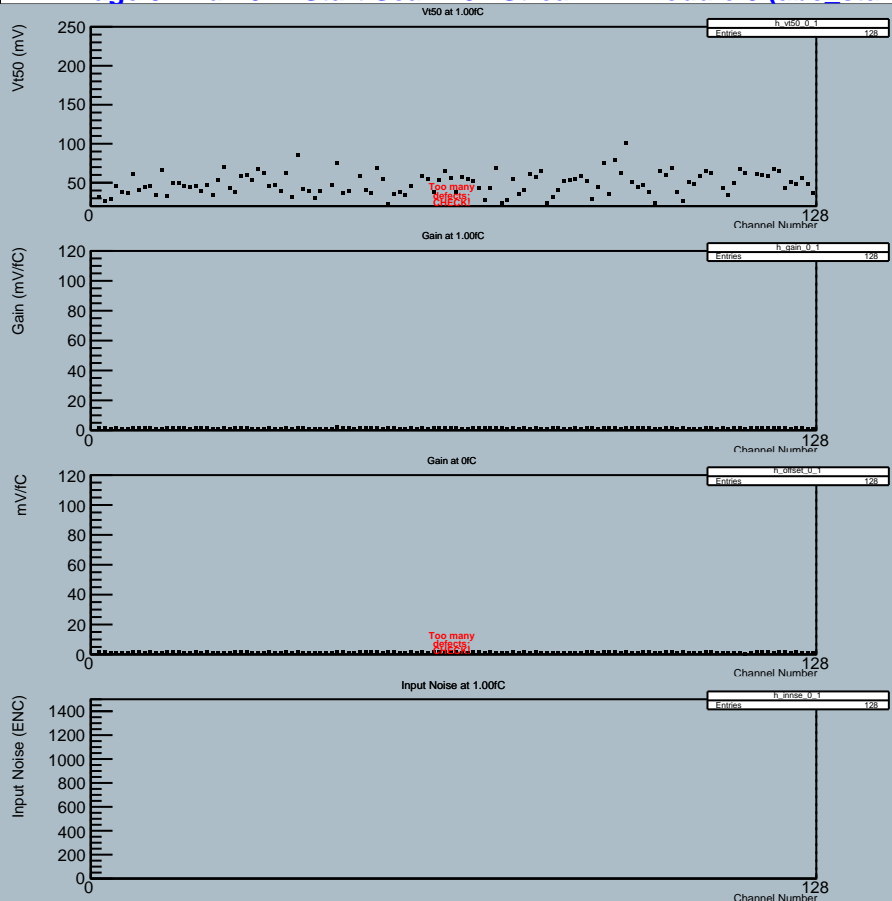 Vt50 at 1.00fC
h_vt50_0_1
Entries 128
Vt50 (mV)
250
200
150
100
50
Too many
defects:
CHECK!
0
128
Channel Number
Gain at 1.00fC
h_gain_0_1
Entries 128
Gain (mV/fC)
120
100
80
60
40
20
0
0
128
Channel Number
Gain at 0fC
h_offset_0_1
Entries 128
mV/fC
120
100
80
60
40
20
Too many
defects:
CHECK!
0
0
128
Channel Number
Input Noise at 1.00fC
h_innse_0_1
Entries 128
Input Noise (ENC)
1400
1200
1000
800
600
400
200
0
0
128
Channel Number